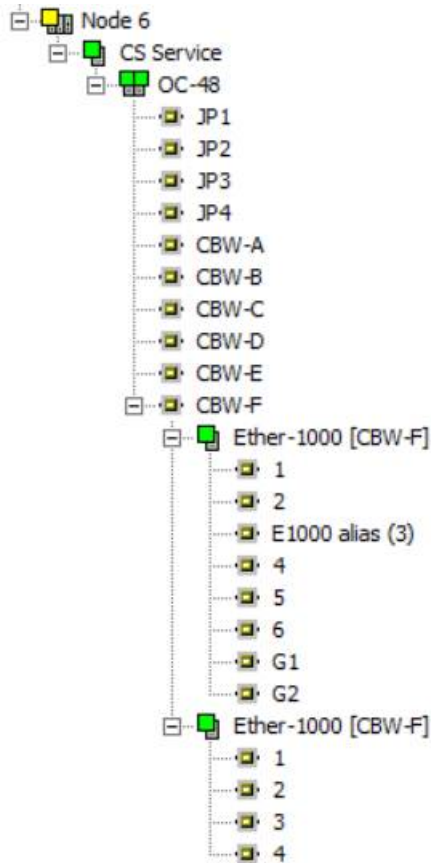 Node 6
CS Service
OC-48
JP1
JP2
JP3
JP4
CBW-A
CBW-B
CBW-C
CBW-D
CBW-E
CBW-F
Ether-1000 [CBW-F]
1
2
E1000 alias (3)
4
5
6
G1
G2
Ether-1000 [CBW-F]
1
2
3
4